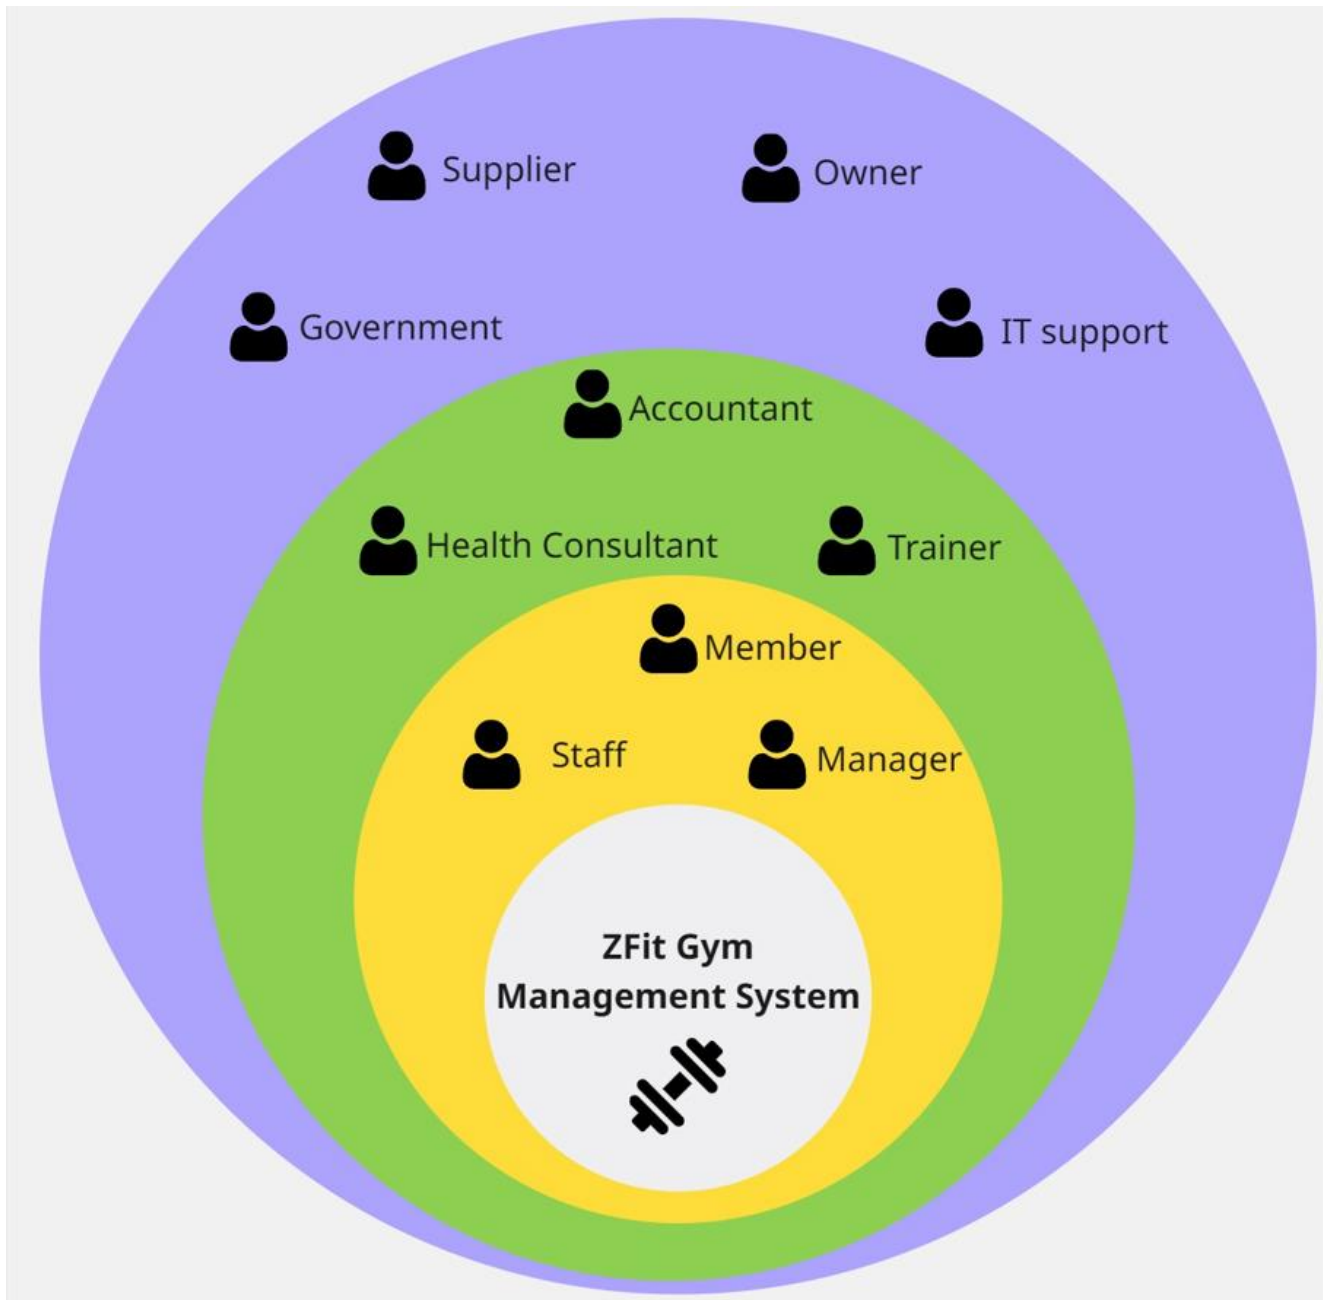 Supplier
Owner
Government
IT support
Accountant
Health Consultant
Trainer
Member
Staff
Manager
ZFit Gym
Management System